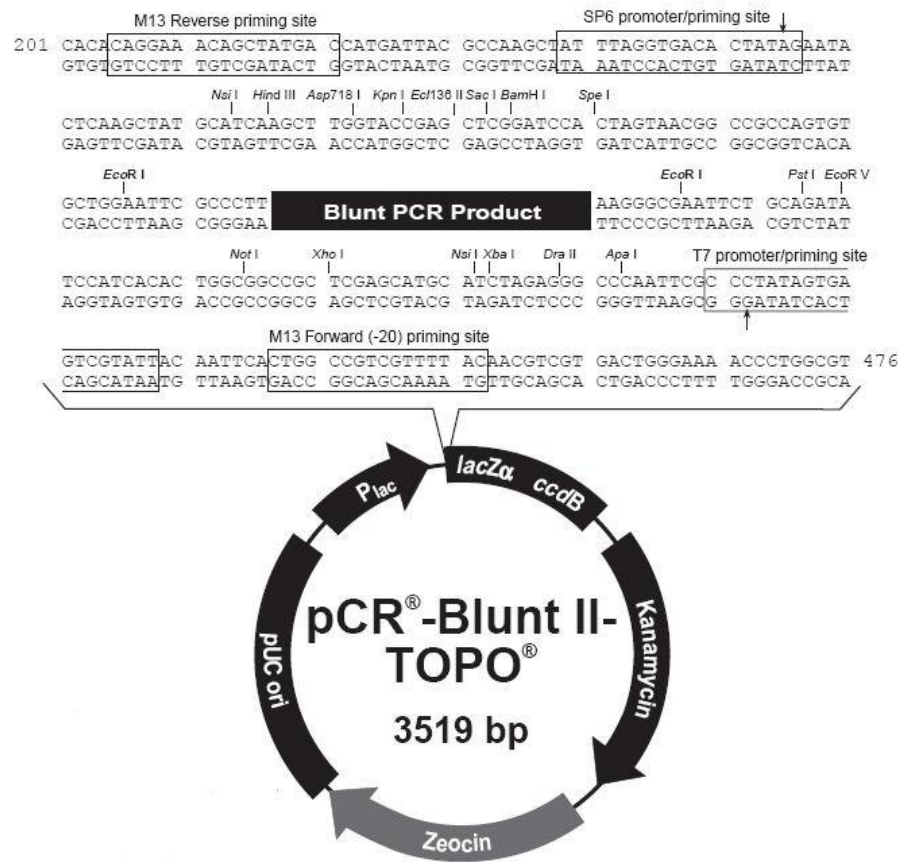 M13 Reverse priming site SP6 promoter/priming site
201 CACACAGGAA ACAGCTATGAC CATGATTAC GCCAAGCTAT TTAGGTGACA CTATAGAATA
GTGTGTCCTT TGTCGATACTG GTACTAATG CGGTTCGATA AATCCACTGT GATATCTTAT
Nsi I Hind III Asp718 I Kpn I Ecl136 II Sac I BamH I Spe I
CTCAAGCTAT GCATCAAGCT TGGTACCGAG CTCGGATCCA CTAGTAACGG CCGCCAGTGT
GAGTTCGATA CGTAGTTCGA ACCATGGCTC GAGCCTAGGT GATCATTGCC GGCGGTCACA
EcoR I EcoR I Pst I EcoR V
GCTGGAATTC GCCCTT Blunt PCR Product AAGGGCGAATTCT GCAGATA
CGACCTTAAG CGGGAA TTCCCGCTTAAGA CGTCTAT
Not I Xho I Nsi I Xba I Dra II Apa I T7 promoter/priming site
TCCATCACAC TGGCGGCCGC TCGAGCATGC ATCTAGAGGG CCCAATTCGC CCTATAGTGA
AGGTAGTGTG ACCGCCGGCG AGCTCGTACG TAGATCTCCC GGGTTAAGCG GGATATCACT
M13 Forward (-20) priming site
GTCGTATTAC AATTCACTGG CCGTCGTTTT ACAACGTCGT GACTGGGAAA ACCCTGGCGT 476
CAGCATAATG TTAAGTGACC GGCAGCAAAA TGTTGCAGCA CTGACCCTTT TGGGACCGCA
Plac lacZα ccdB
pUC ori Kanamycin
pCR®-Blunt II-
TOPO®
3519 bp
Zeocin